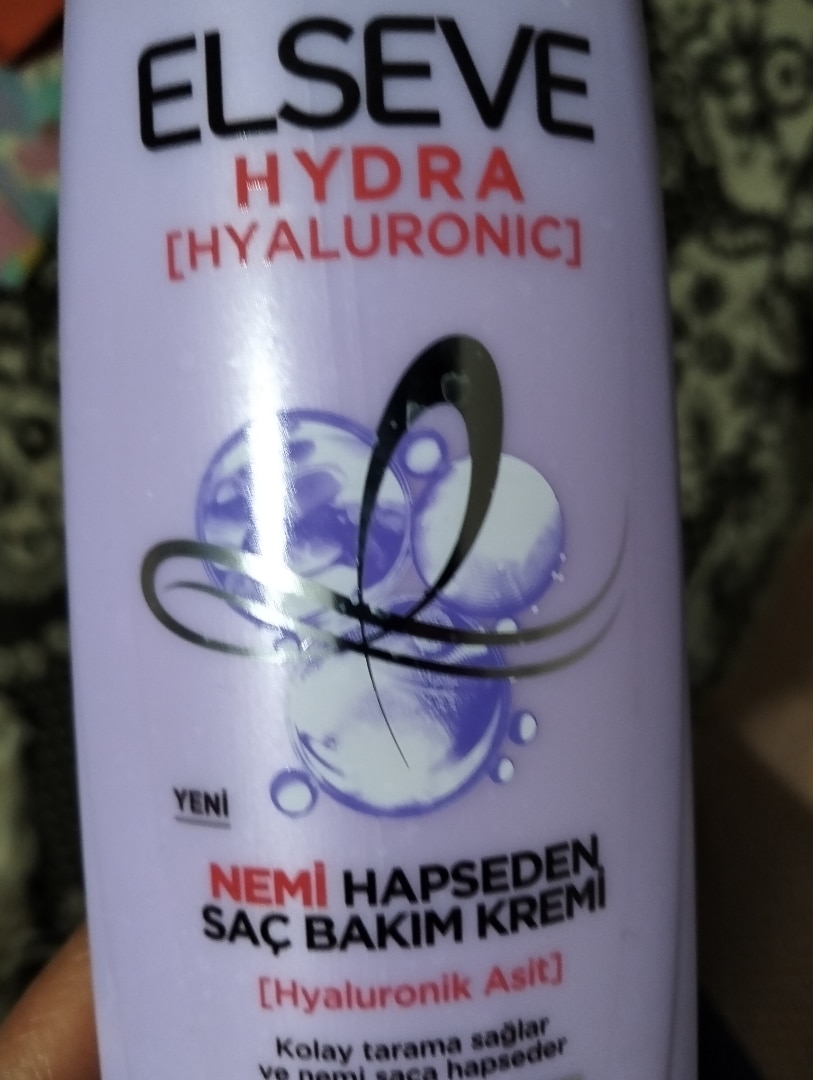 ELSEVE
HYDRA
[HYALURONIC]
YENİ
NEMİ HAPSEDEN
SAÇ BAKIM KREMİ
[Hyaluronik Asit]
Kolay tarama sağlar
ve nemi saça hapseder